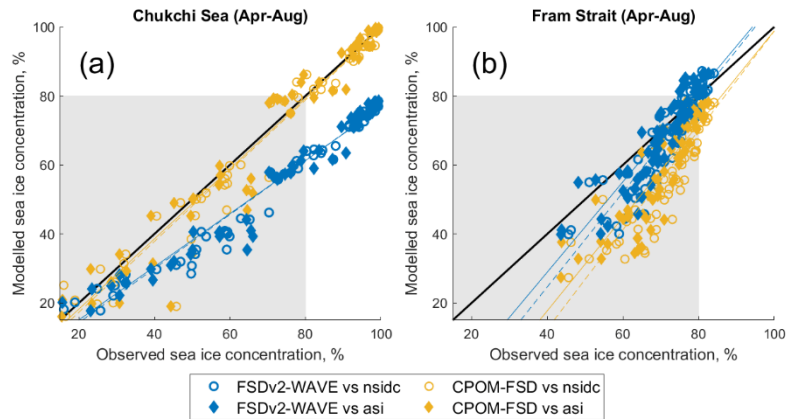 Chukchi Sea (Apr-Aug)
Fram Strait (Apr-Aug)
(a)
(b)
Modelled sea ice concentration, %
100
80
60
40
20
20
40
60
80
100
Observed sea ice concentration, %
Modelled sea ice concentration, %
100
80
60
40
20
20
40
60
80
100
Observed sea ice concentration, %
FSDv2-WAVE vs nsidc
CPOM-FSD vs nsidc
FSDv2-WAVE vs asi
CPOM-FSD vs asi